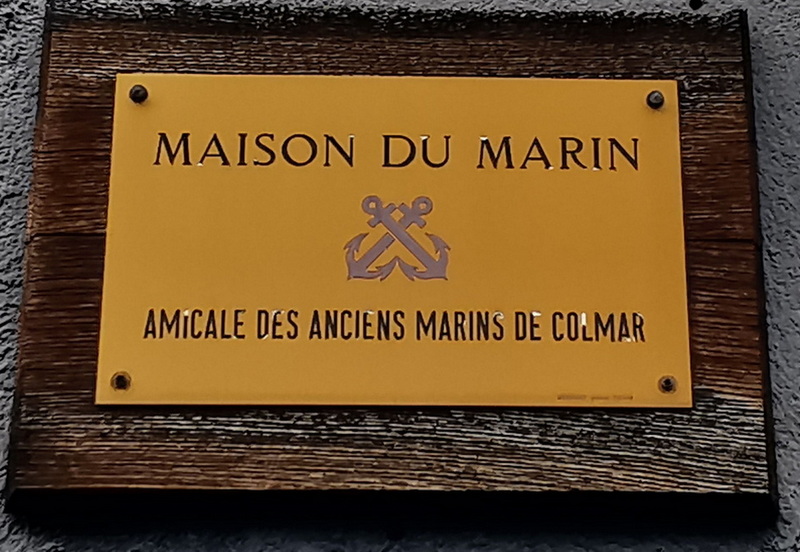 MAISON DU MARIN
AMICALE DES ANCIENS MARINS DE COLMAR